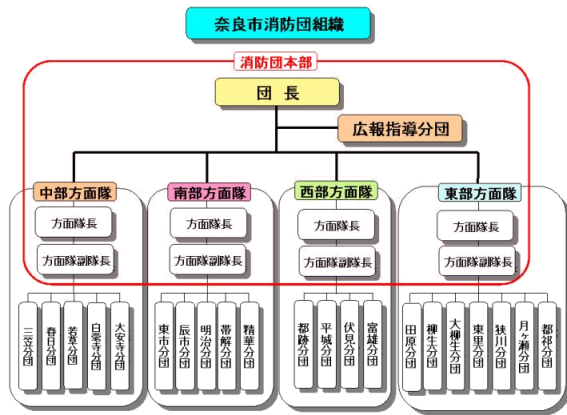 奈良市消防団組織
消防団本部
団 長
広報指導分団
中部方面隊
方面隊長
方面隊副隊長
三笠分団
春日分団
若草分団
白毫寺分団
大安寺分団
南部方面隊
方面隊長
方面隊副隊長
東市分団
辰市分団
明治分団
帯解分団
精華分団
西部方面隊
方面隊長
方面隊副隊長
都跡分団
平城分団
伏見分団
富雄分団
東部方面隊
方面隊長
方面隊副隊長
田原分団
柳生分団
大柳生分団
東里分団
狭川分団
月ヶ瀬分団
都祁分団